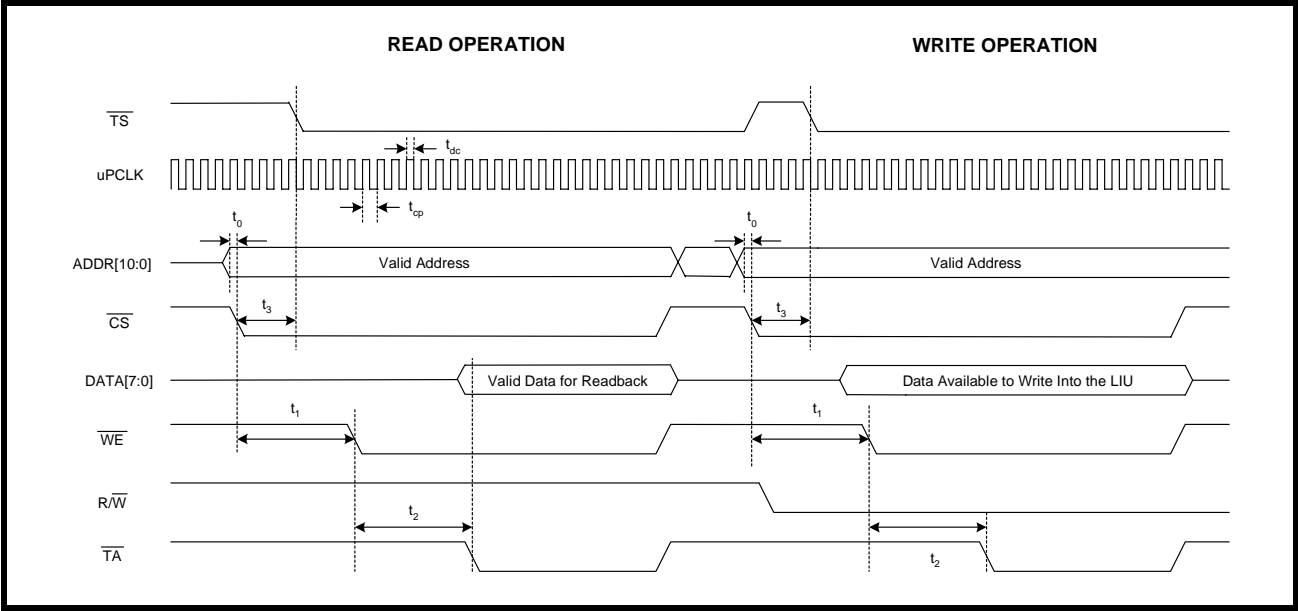 READ OPERATION WRITE OPERATION
TS
uPCLK
t_dc
t_cp
t_0 t_0
ADDR[10:0] Valid Address Valid Address
CS t_3 t_3
DATA[7:0] Valid Data for Readback Data Available to Write Into the LIU
WE t_1 t_1
R/W
t_2
TA t_2